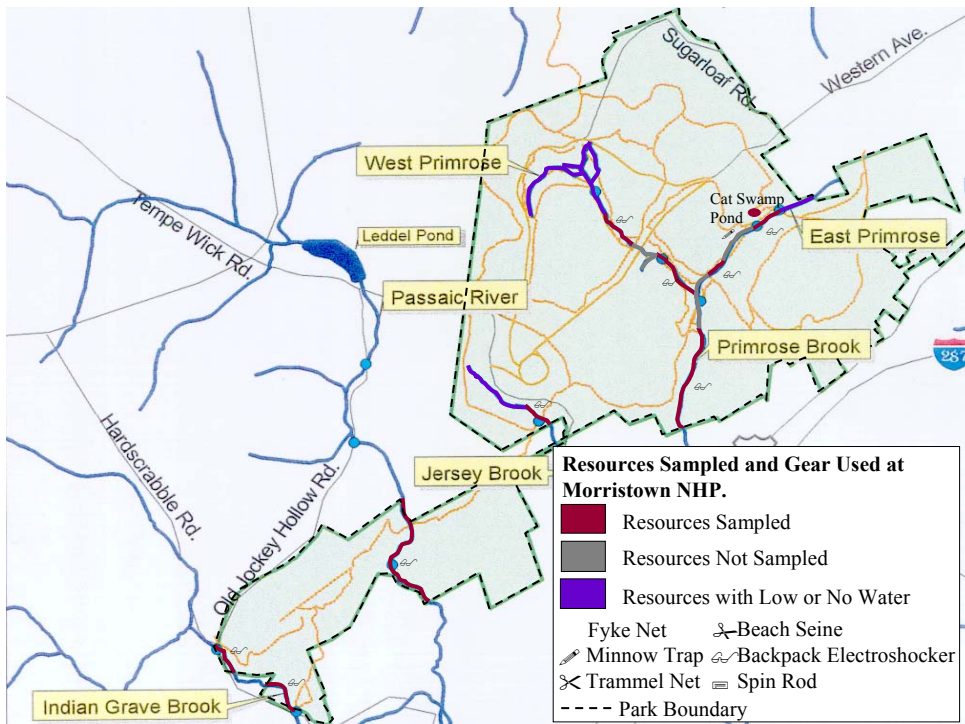 Sugarloaf Rd.
Western Ave.
West Primrose
Cat Swamp
Pond
East Primrose
Tempe Wick Rd.
Leddel Pond
Passaic River
Primrose Brook
287
Hardscrabble Rd.
Jersey Brook
Old Jockey Hollow Rd.
Indian Grave Brook
Resources Sampled and Gear Used at
Morristown NHP.
Resources Sampled
Resources Not Sampled
Resources with Low or No Water
Fyke Net Beach Seine
Minnow Trap Backpack Electroshocker
Trammel Net Spin Rod
Park Boundary